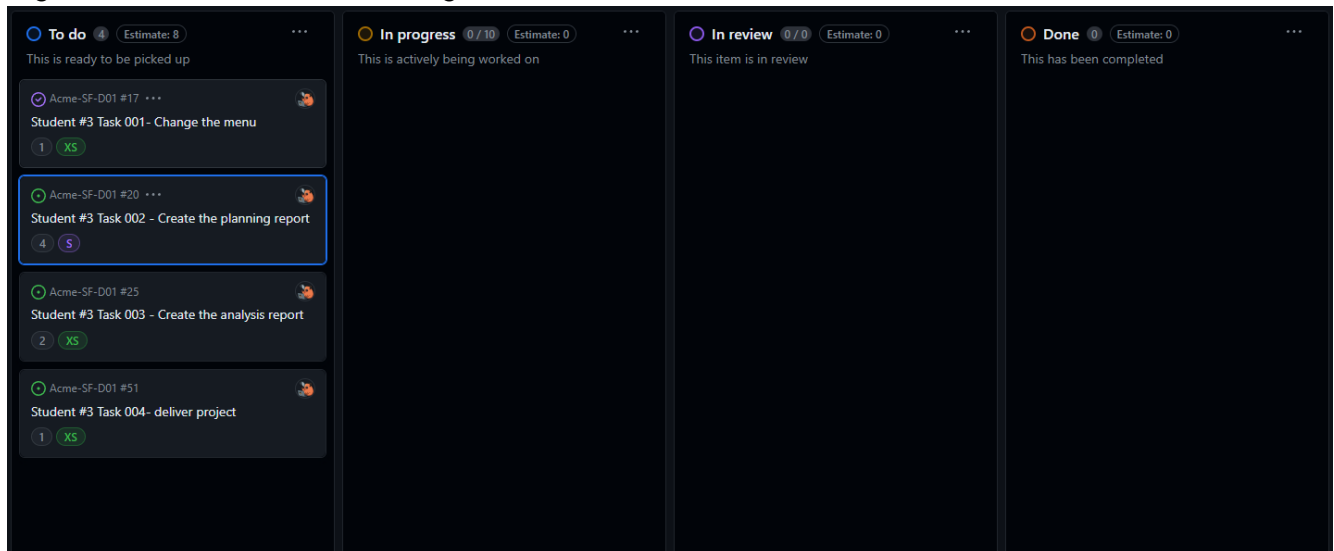 To do 4 Estimate: 8 ...
This is ready to be picked up
Acme-SF-D01 #17 ...
Student #3 Task 001- Change the menu
1 XS
Acme-SF-D01 #20 ...
Student #3 Task 002 - Create the planning report
4 S
Acme-SF-D01 #25
Student #3 Task 003 - Create the analysis report
2 XS
Acme-SF-D01 #51
Student #3 Task 004- deliver project
1 XS
In progress 0 / 10 Estimate: 0 ...
This is actively being worked on
In review 0 / 0 Estimate: 0 ...
This item is in review
Done 0 Estimate: 0 ...
This has been completed